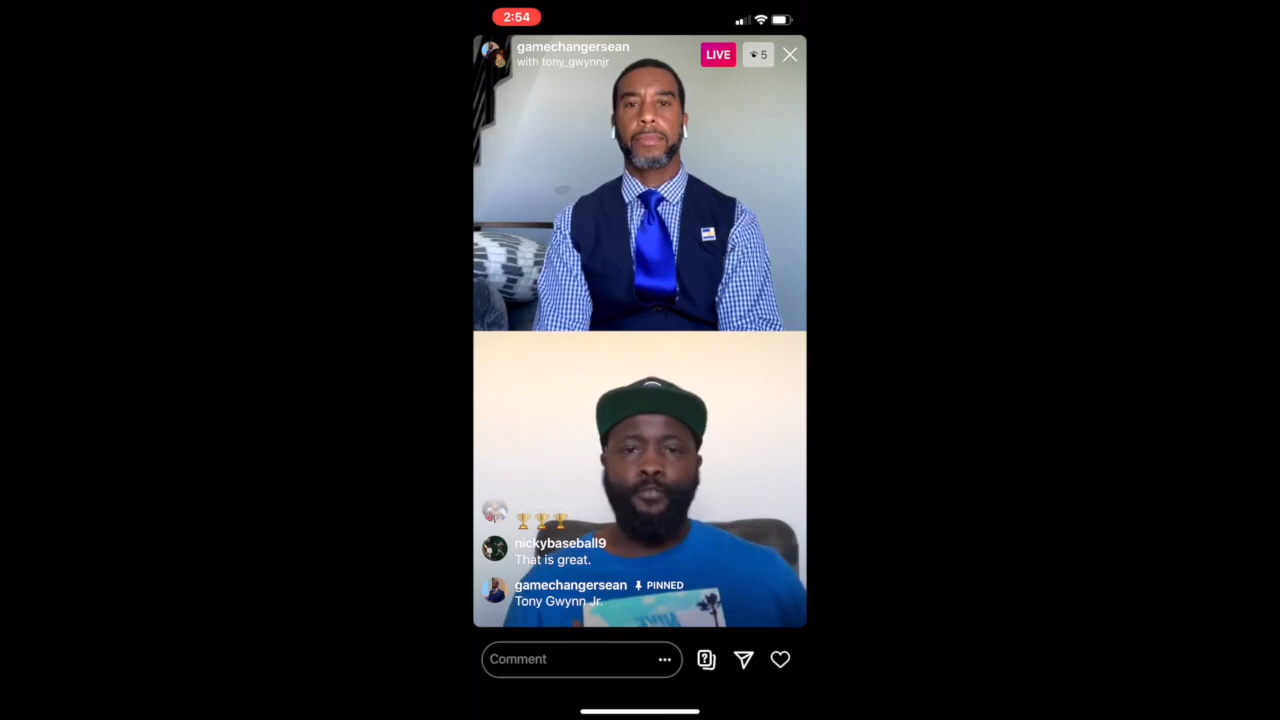 2:54
gamechangersean
with tony_gwynnjr
LIVE
5
nickybaseball9
That is great.
gamechangersean PINNED
Tony Gwynn Jr.
Comment